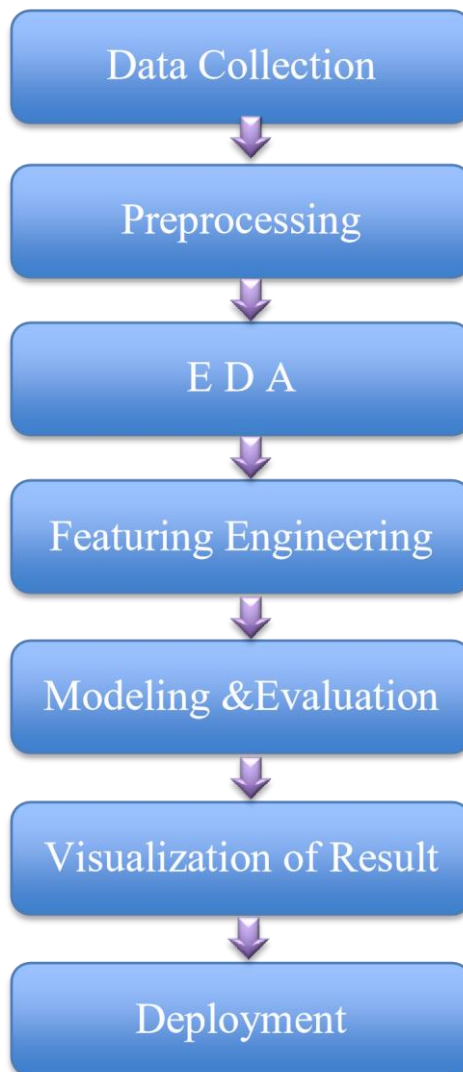 Data Collection
Preprocessing
E D A
Featuring Engineering
Modeling &Evaluation
Visualization of Result
Deployment